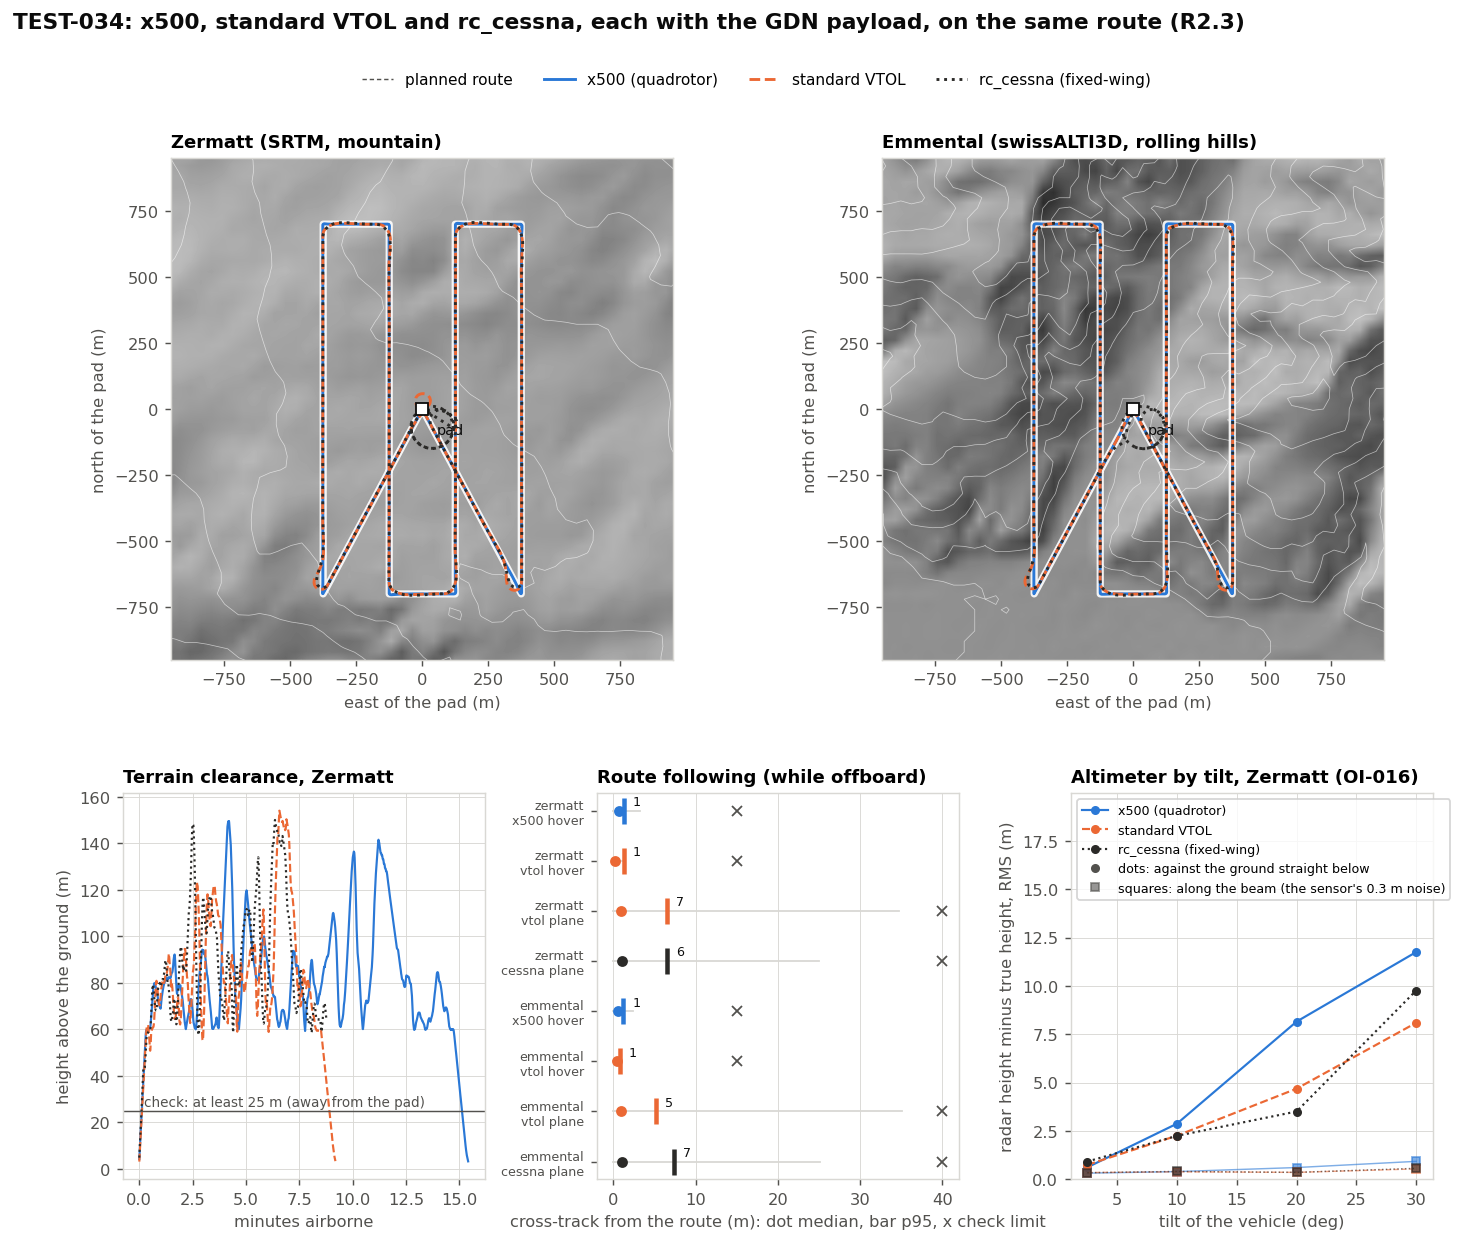 TEST-034: x500, standard VTOL and rc_cessna, each with the GDN payload, on the same route (R2.3)
planned route
x500 (quadrotor)
standard VTOL
rc_cessna (fixed-wing)
Zermatt (SRTM, mountain)
north of the pad (m)
750
500
250
0
−250
−500
−750
pad
−750 −500 −250 0 250 500 750
east of the pad (m)
Emmental (swissALTI3D, rolling hills)
north of the pad (m)
750
500
250
0
−250
−500
−750
pad
−750 −500 −250 0 250 500 750
east of the pad (m)
Terrain clearance, Zermatt
height above the ground (m)
160
140
120
100
80
60
40
20
0
check: at least 25 m (away from the pad)
0.0 2.5 5.0 7.5 10.0 12.5 15.0
minutes airborne
Route following (while offboard)
zermatt
x500 hover
1
zermatt
vtol hover
1
zermatt
vtol plane
7
zermatt
cessna plane
6
emmental
x500 hover
1
emmental
vtol hover
1
emmental
vtol plane
5
emmental
cessna plane
7
0 10 20 30 40
cross-track from the route (m): dot median, bar p95, x check limit
Altimeter by tilt, Zermatt (OI-016)
radar height minus true height, RMS (m)
x500 (quadrotor)
standard VTOL
rc_cessna (fixed-wing)
dots: against the ground straight below
squares: along the beam (the sensor's 0.3 m noise)
17.5
15.0
12.5
10.0
7.5
5.0
2.5
0.0
5 10 15 20 25 30
tilt of the vehicle (deg)